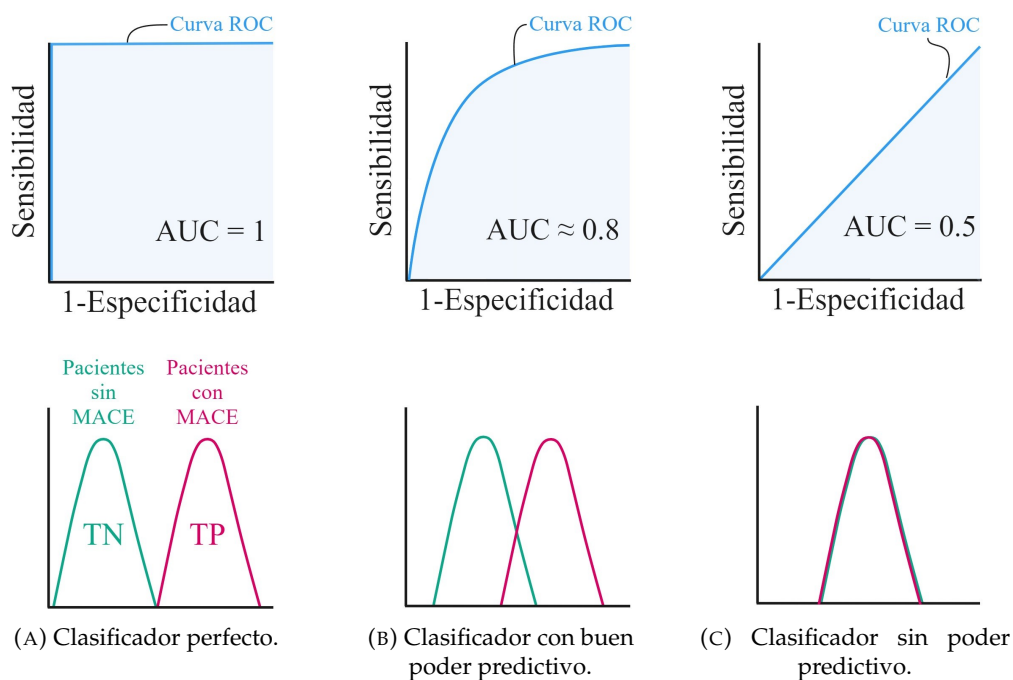 Curva ROC
Sensibilidad
AUC = 1
1-Especificidad
Curva ROC
Sensibilidad
AUC ≈ 0.8
1-Especificidad
Curva ROC
Sensibilidad
AUC = 0.5
1-Especificidad
Pacientes
sin
MACE
Pacientes
con
MACE
TN
TP
(A) Clasificador perfecto.
(B) Clasificador con buen
poder predictivo.
(C) Clasificador sin poder
predictivo.